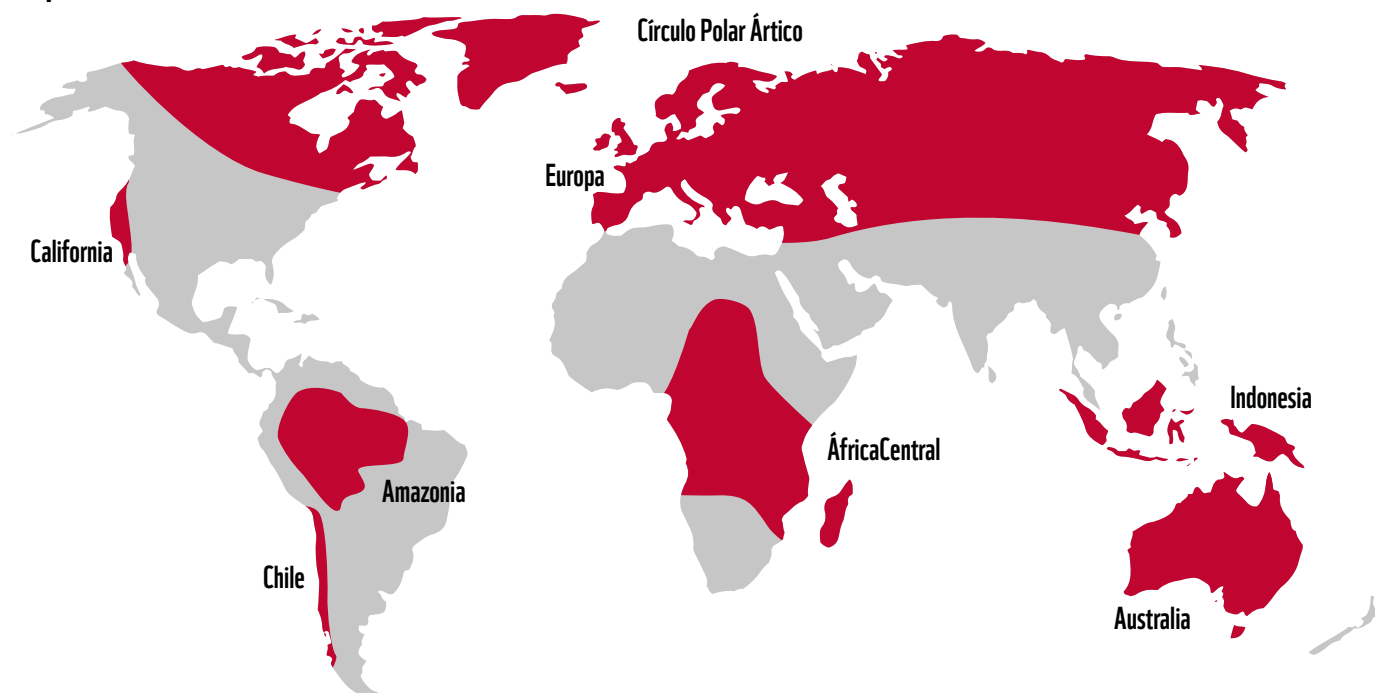 Círculo Polar Ártico
Europa
California
Indonesia
ÁfricaCentral
Amazonia
Chile
Australia